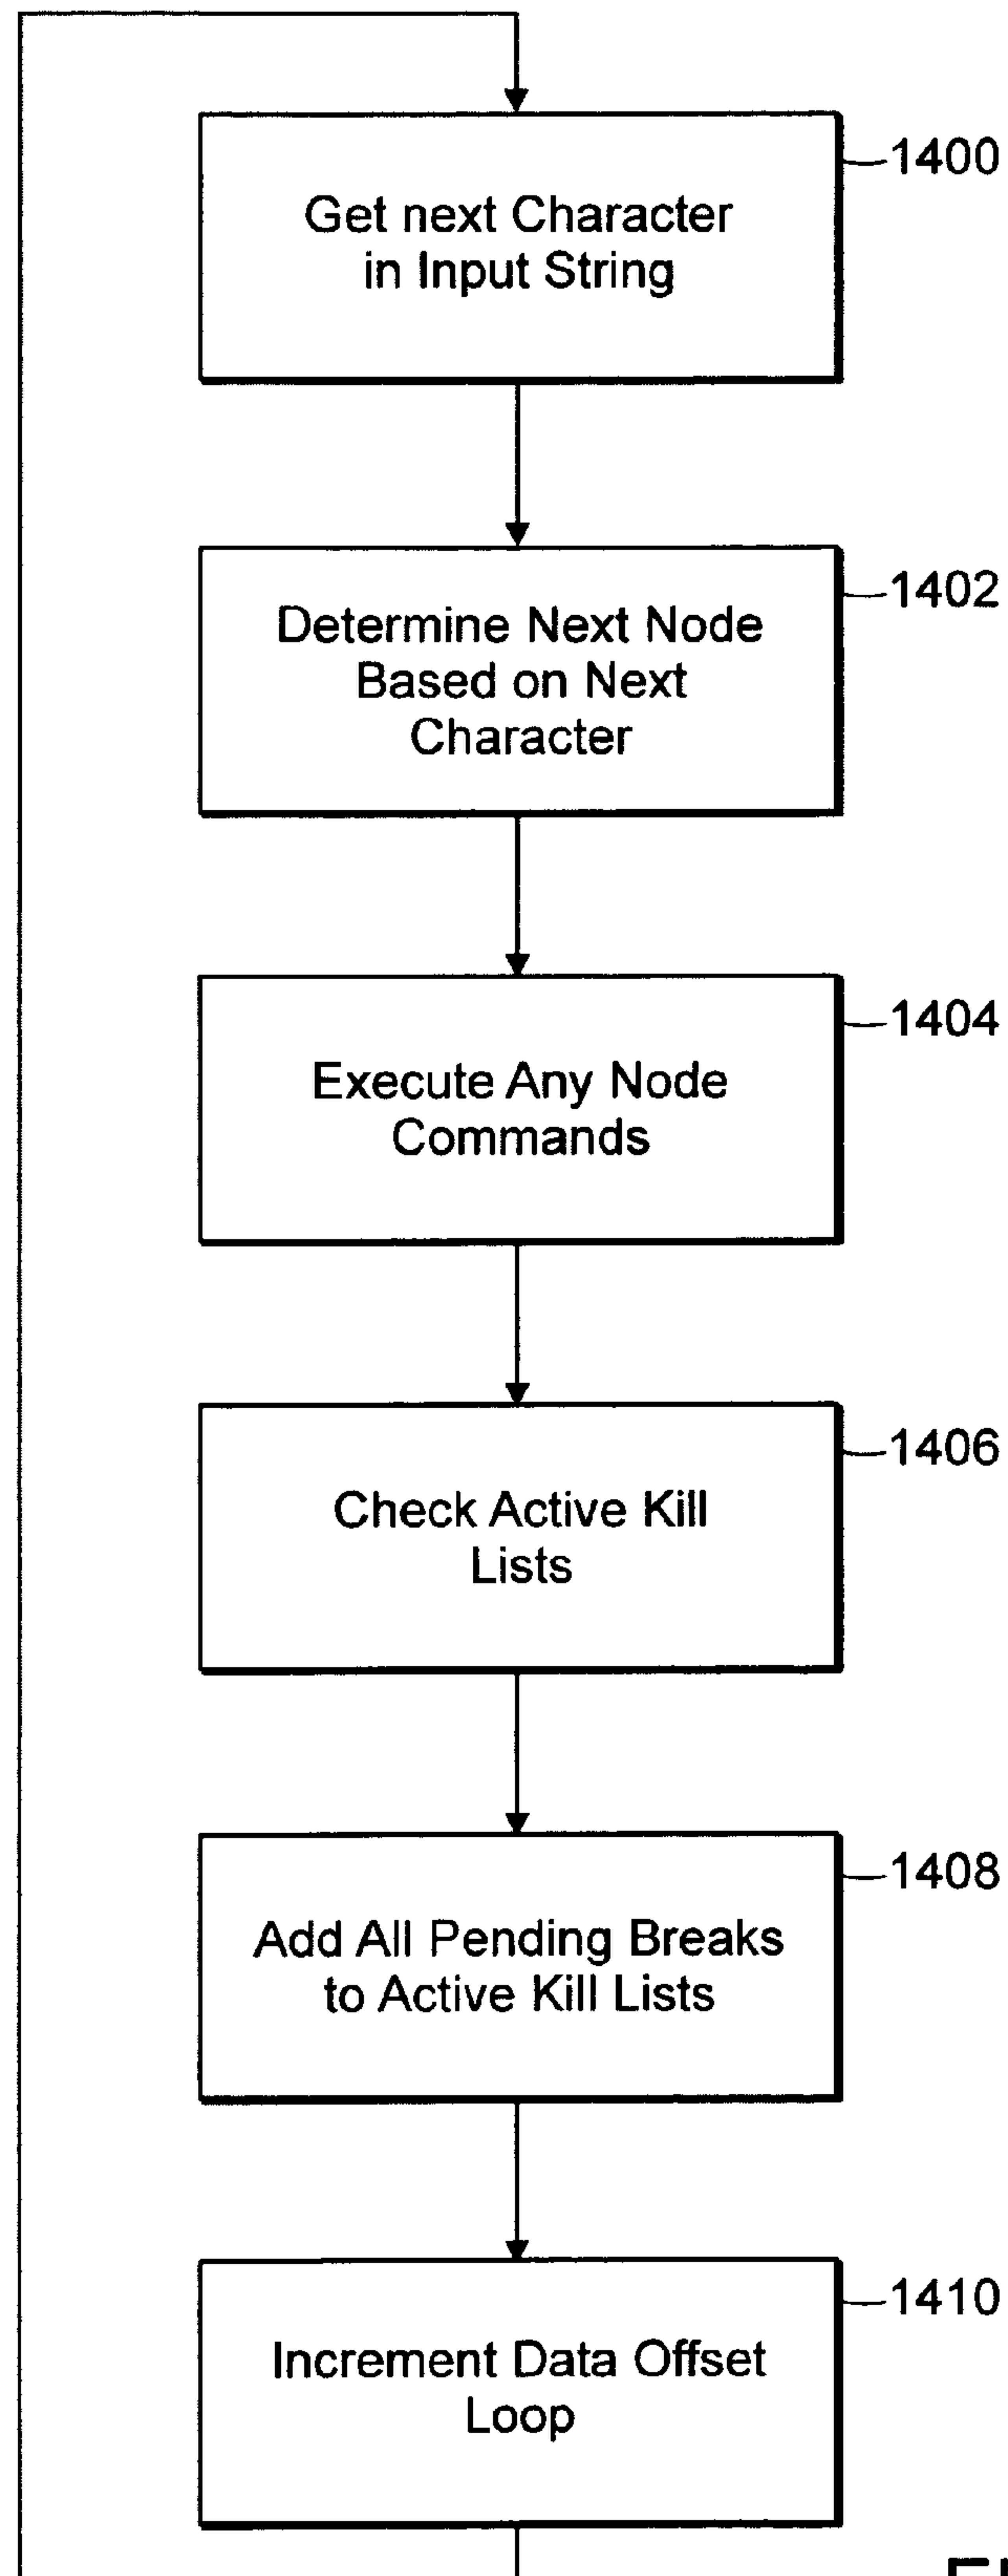 1400
Get next Character
in Input String
1402
Determine Next Node
Based on Next
Character
1404
Execute Any Node
Commands
1406
Check Active Kill
Lists
1408
Add All Pending Breaks
to Active Kill Lists
1410
Increment Data Offset
Loop